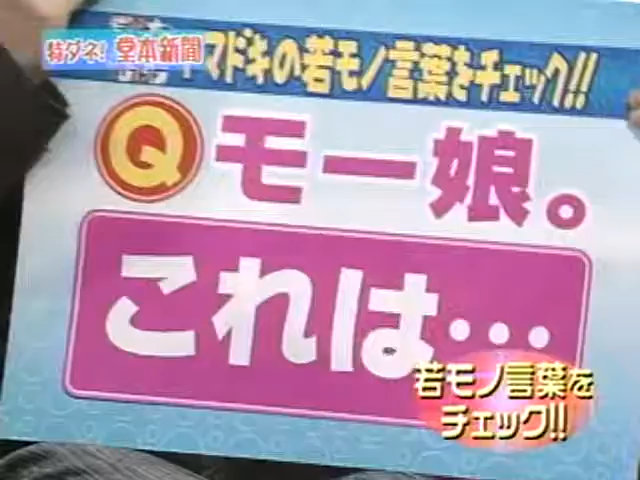 特ダネ! 堂本新聞
イマドキの若モノ言葉をチェック!!
Q モー娘。
これは…
若モノ言葉を
チェック!!